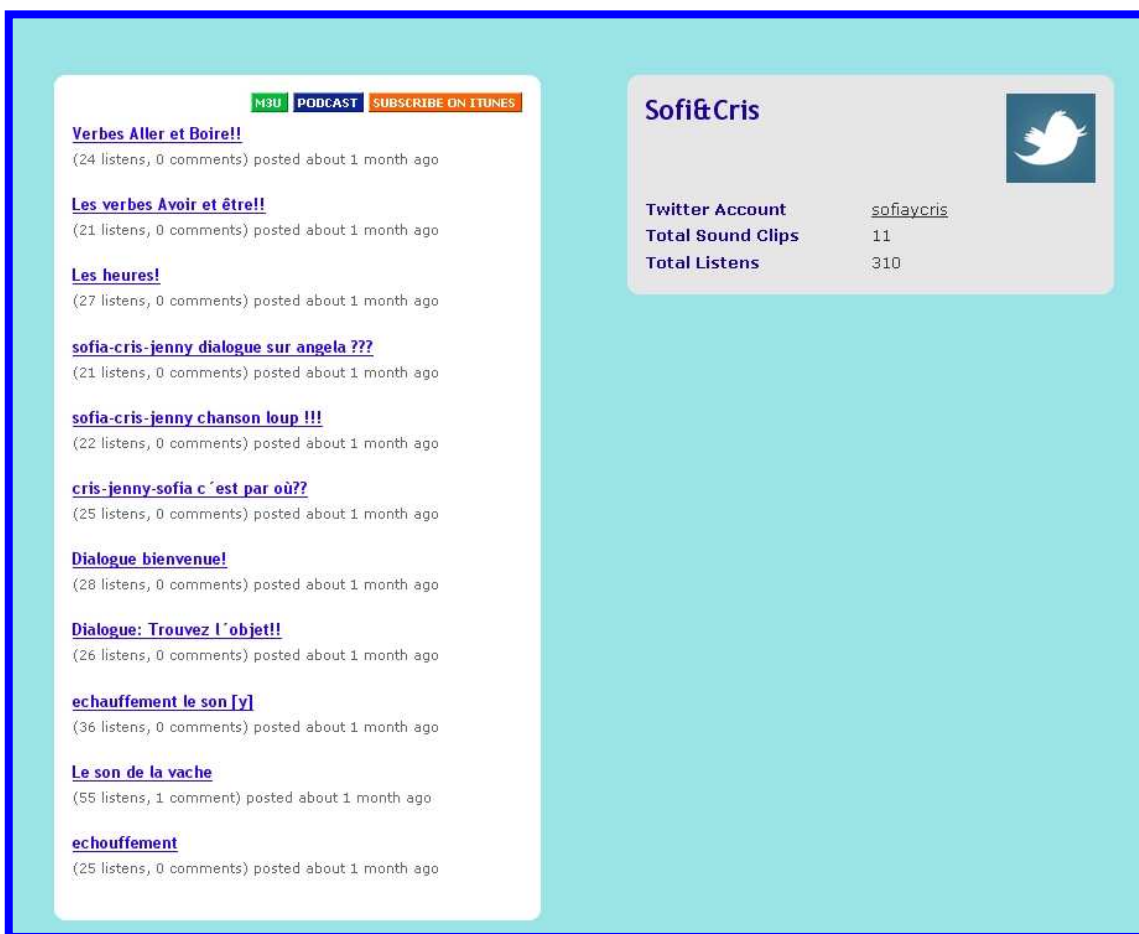 M3U PODCAST SUBSCRIBE ON ITUNES
Verbes Aller et Boire!!
(24 listens, 0 comments) posted about 1 month ago
Les verbes Avoir et être!!
(21 listens, 0 comments) posted about 1 month ago
Les heures!
(27 listens, 0 comments) posted about 1 month ago
sofia-cris-jenny dialogue sur angela ???
(21 listens, 0 comments) posted about 1 month ago
sofia-cris-jenny chanson loup !!!
(22 listens, 0 comments) posted about 1 month ago
cris-jenny-sofia c´est par où??
(25 listens, 0 comments) posted about 1 month ago
Dialogue bienvenue!
(28 listens, 0 comments) posted about 1 month ago
Dialogue: Trouvez l´objet!!
(26 listens, 0 comments) posted about 1 month ago
echauffement le son [y]
(36 listens, 0 comments) posted about 1 month ago
Le son de la vache
(55 listens, 1 comment) posted about 1 month ago
echouffement
(25 listens, 0 comments) posted about 1 month ago
Sofi&Cris
Twitter Account sofiaycris
Total Sound Clips 11
Total Listens 310